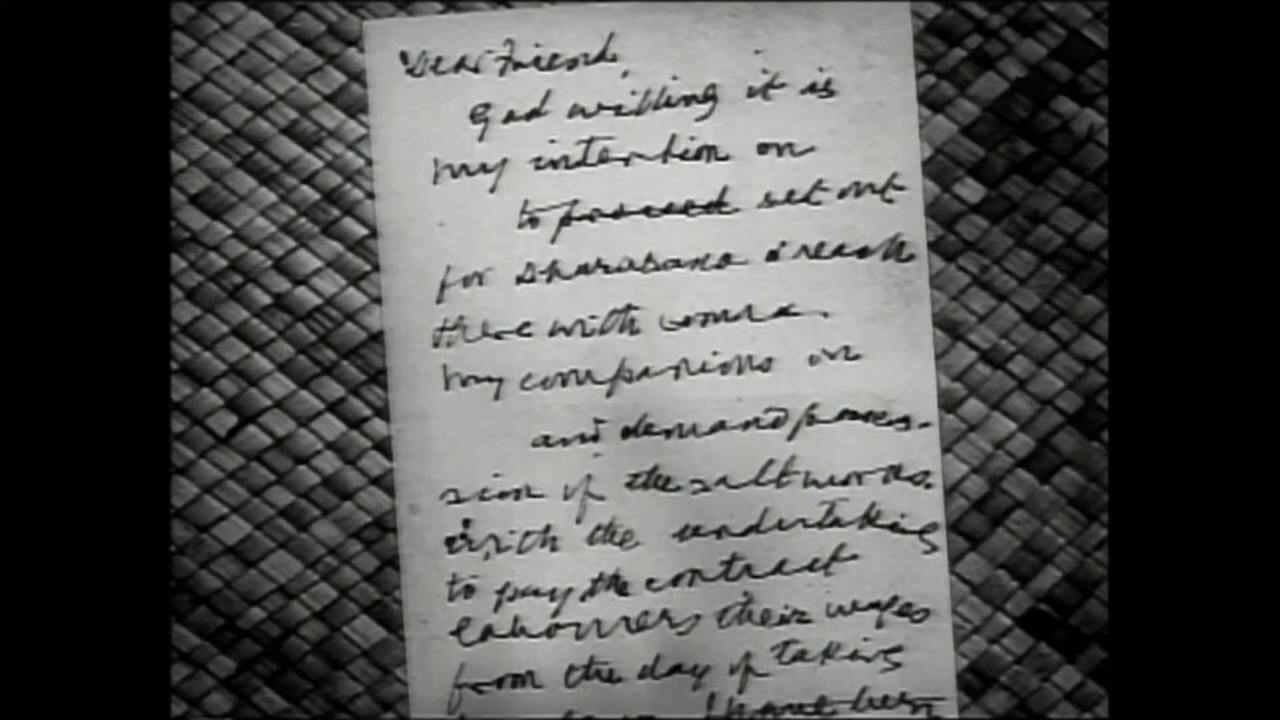 Dear Friend,
God willing it is
my intention on
to proceed set out
for Dharasana & reach
there with
my companions on
and demand posses-
sion of the salt works.
with the undertaking
to pay the contract
labourers their wages
from the day of taking